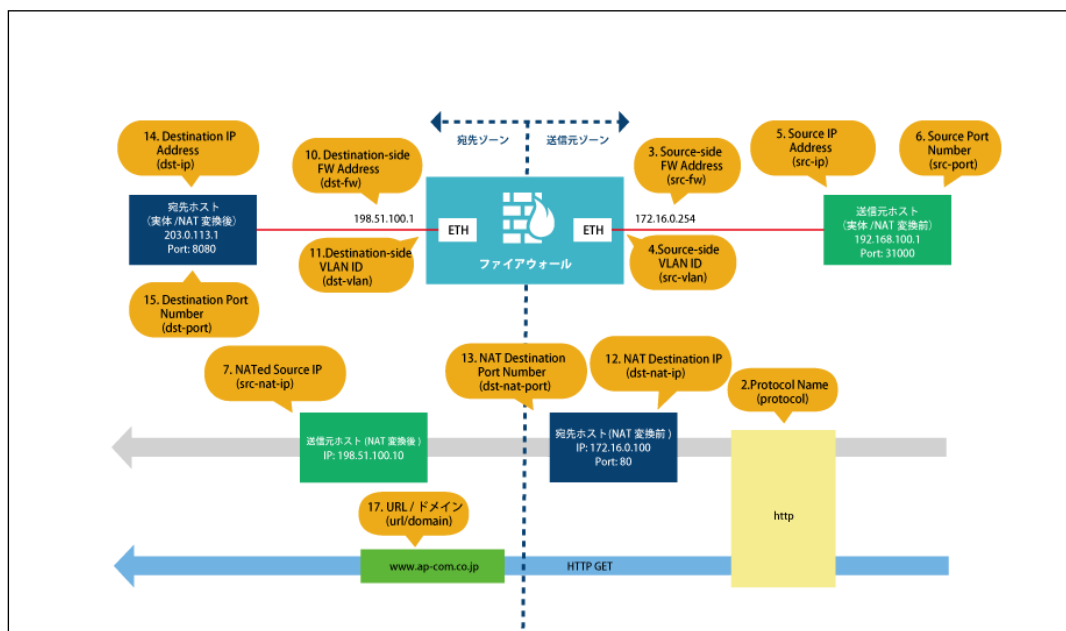 宛先ゾーン
送信元ゾーン
14. Destination IP
Address
(dst-ip)
10. Destination-side
FW Address
(dst-fw)
3. Source-side
FW Address
(src-fw)
5. Source IP
Address
(src-ip)
6. Source Port
Number
(src-port)
宛先ホスト
(実体/NAT 変換後)
203.0.113.1
Port: 8080
198.51.100.1
ETH
ETH
ファイアウォール
172.16.0.254
送信元ホスト
(実体/NAT 変換前)
192.168.100.1
Port: 31000
11.Destination-side
VLAN ID
(dst-vlan)
4.Source-side
VLAN ID
(src-vlan)
15. Destination Port
Number
(dst-port)
7. NATed Source IP
(src-nat-ip)
13. NAT Destination
Port Number
(dst-nat-port)
12. NAT Destination IP
(dst-nat-ip)
2.Protocol Name
(protocol)
送信元ホスト(NAT 変換後)
IP: 198.51.100.10
宛先ホスト(NAT 変換前)
IP: 172.16.0.100
Port: 80
http
17. URL / ドメイン
(url/domain)
www.ap-com.co.jp
HTTP GET